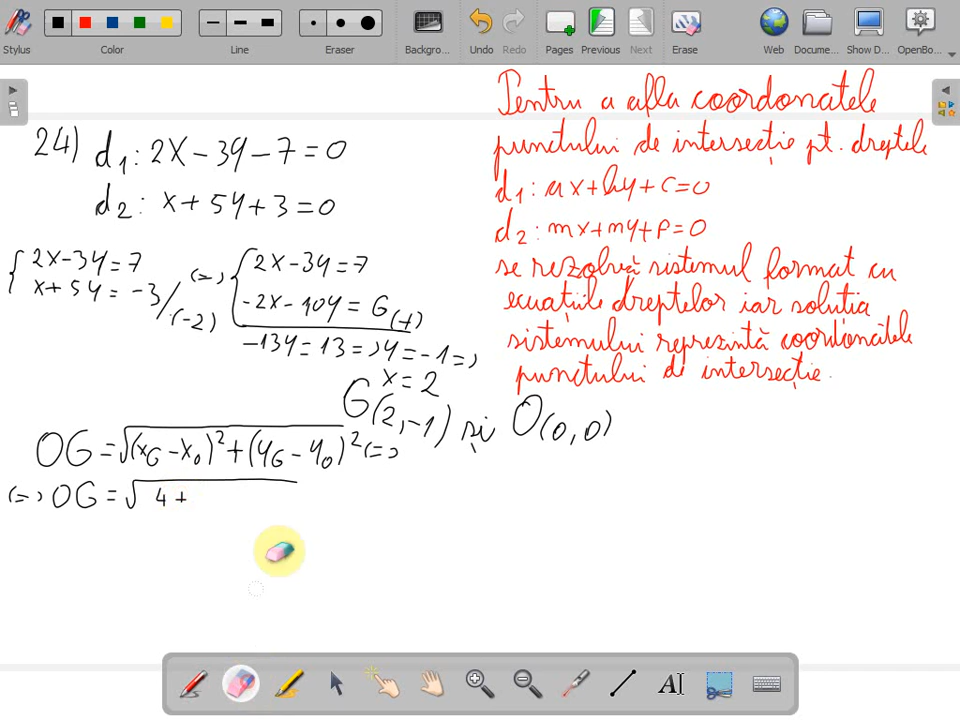 Stylus Color Line Eraser Backgro... Undo Redo Pages Previous Next Erase Web Docume... Show D... OpenBo...
24) d1: 2x - 3y - 7 = 0
d2: x + 5y + 3 = 0
{ 2x - 3y = 7
x + 5y = -3 /(-2)
(=) { 2x - 3y = 7
-2x - 10y = 6 (+)
-13y = 13 => y = -1 =>
x = 2
G(2, -1) și O(0, 0)
OG = √(xG - xO)² + (yG - yO)² (=)
(=) OG = √4 +
Pentru a afla coordonatele
punctului de intersecție pt. dreptele
d1: ax + by + c = 0
d2: mx + ny + p = 0
se rezolvă sistemul format cu
ecuațiile dreptelor iar soluția
sistemului reprezintă coordonatele
punctului de intersecție.